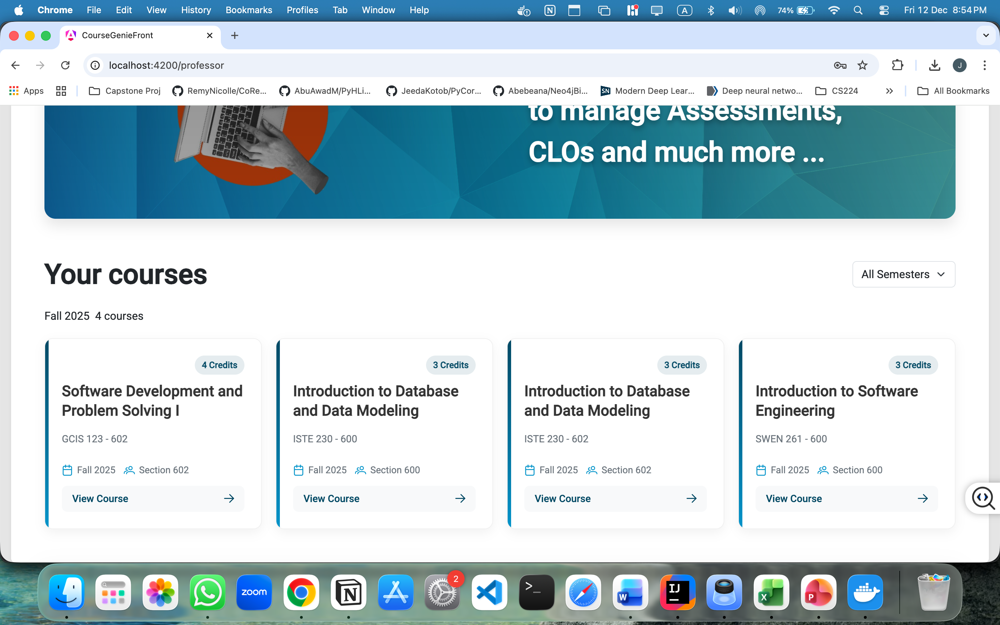 Chrome File Edit View History Bookmarks Profiles Tab Window Help A 74% Fri 12 Dec 8:54 PM
CourseGenieFront
localhost:4200/professor J
Apps Capstone Proj RemyNicolle/CoRe... AbuAwadM/PyHLi... JeedaKotob/PyCor... Abebeana/Neo4jBi... SN Modern Deep Lear... Deep neural netwo... CS224 » All Bookmarks
to manage Assessments,
CLOs and much more ...
Your courses
All Semesters
Fall 2025 4 courses
4 Credits
Software Development and
Problem Solving I
GCIS 123 - 602
Fall 2025 Section 602
View Course
3 Credits
Introduction to Database
and Data Modeling
ISTE 230 - 600
Fall 2025 Section 600
View Course
3 Credits
Introduction to Database
and Data Modeling
ISTE 230 - 602
Fall 2025 Section 602
View Course
3 Credits
Introduction to Software
Engineering
SWEN 261 - 600
Fall 2025 Section 600
View Course
zoom N 2 >_ W IJ X P